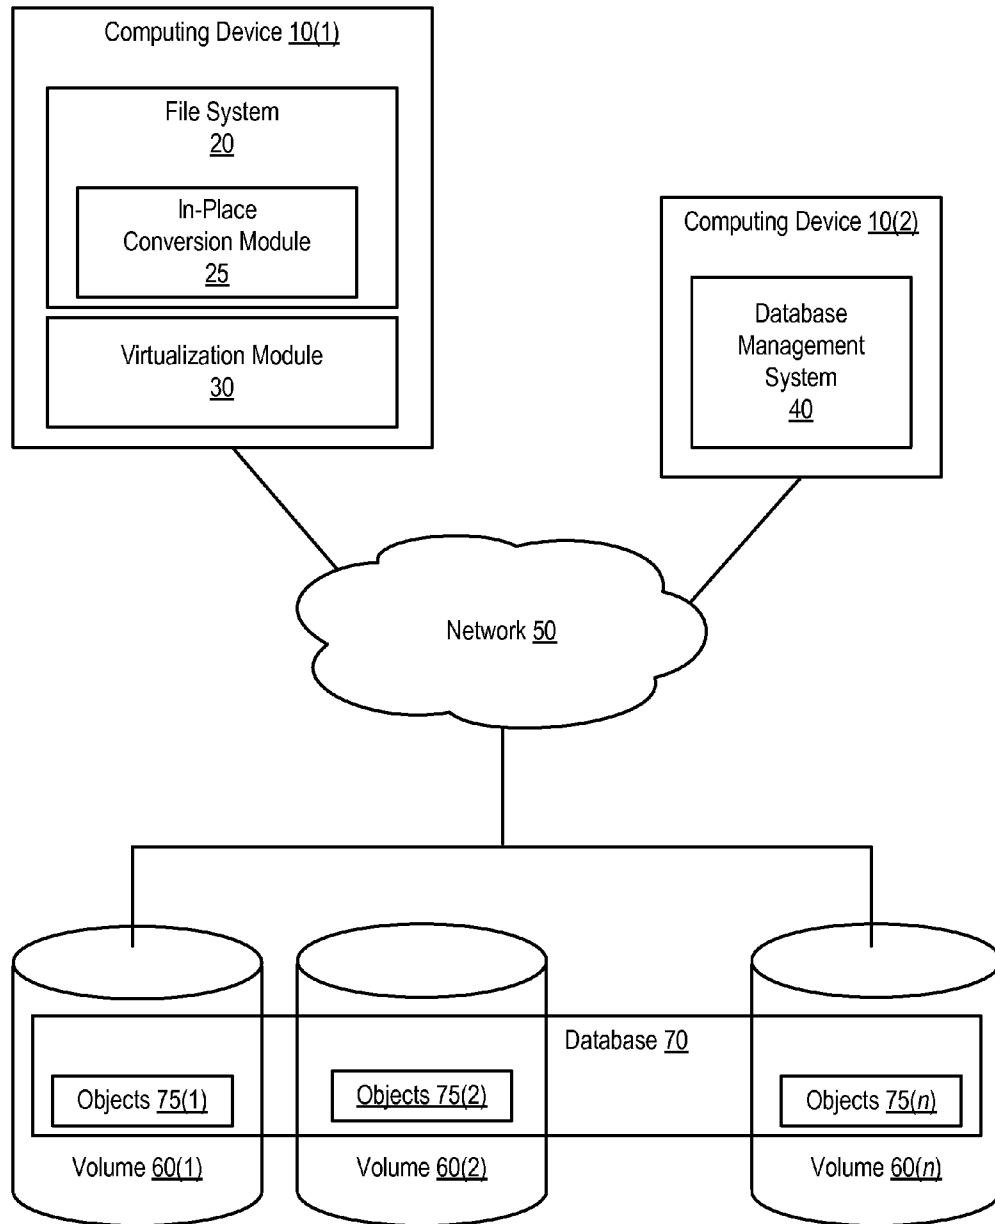 Computing Device 10(1)
File System
20
In-Place
Conversion Module
25
Virtualization Module
30
Computing Device 10(2)
Database
Management
System
40
Network 50
Database 70
Objects 75(1)
Objects 75(2)
Objects 75(n)
Volume 60(1)
Volume 60(2)
Volume 60(n)